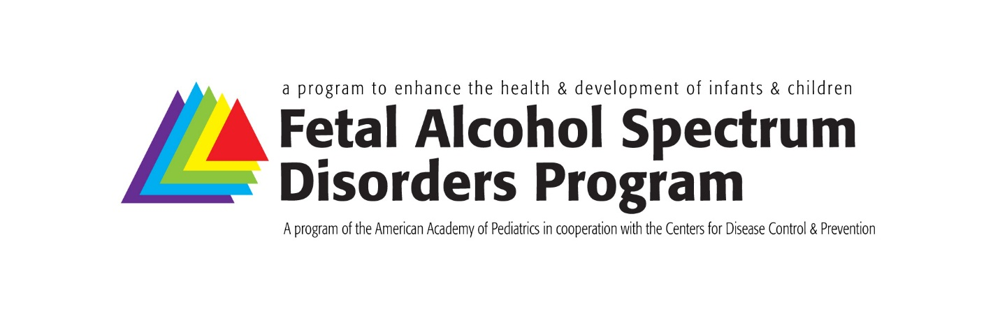 a program to enhance the health & development of infants & children
Fetal Alcohol Spectrum
Disorders Program
A program of the American Academy of Pediatrics in cooperation with the Centers for Disease Control & Prevention